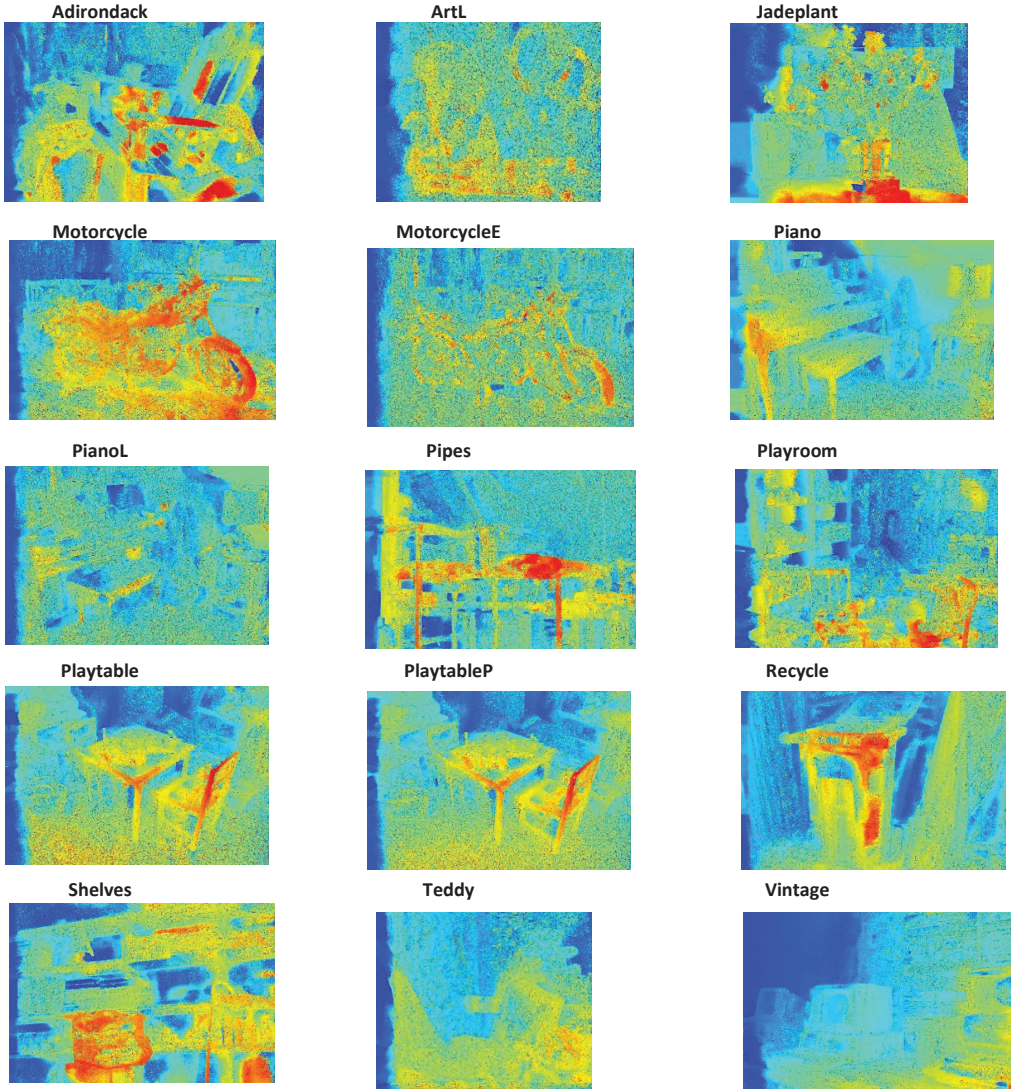 Adirondack
ArtL
Jadeplant
Motorcycle
MotorcycleE
Piano
PianoL
Pipes
Playroom
Playtable
PlaytableP
Recycle
Shelves
Teddy
Vintage